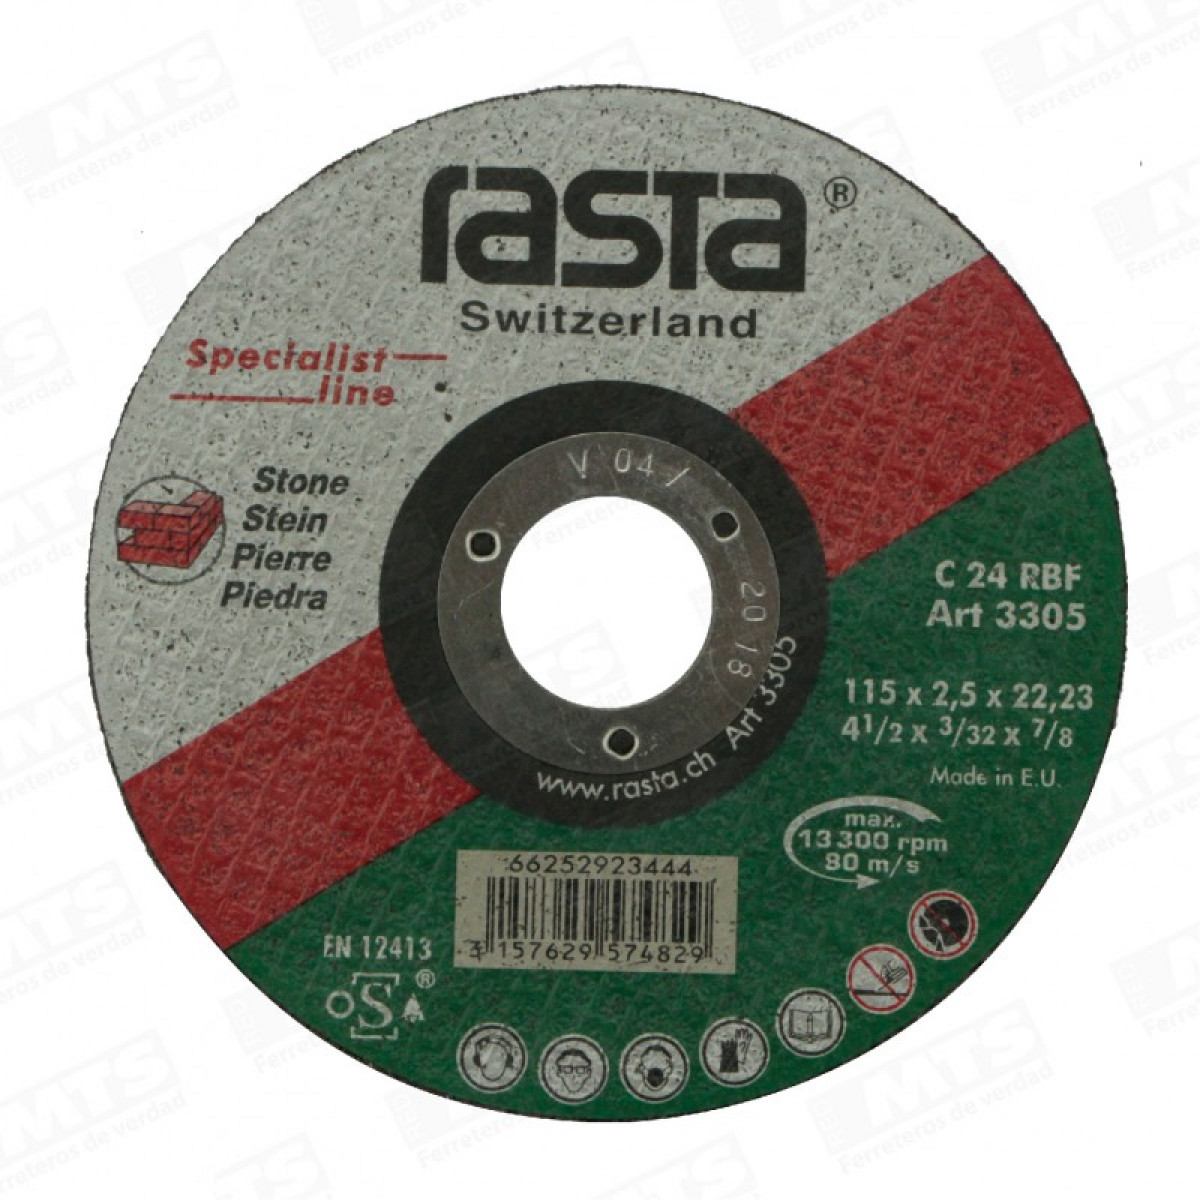 rasta®
Switzerland
Specialist
line
Stone
Stein
Pierre
Piedra
V 04/
2018
C 24 RBF
Art 3305
115 x 2,5 x 22,23
4 1/2 x 3/32 x 7/8
Made in E.U.
www.rasta.ch Art 3305
max.
13 300 rpm
80 m/s
66252923444
3 157629 574829
EN 12413
oSa®
MTS
Ferreteros de verdad